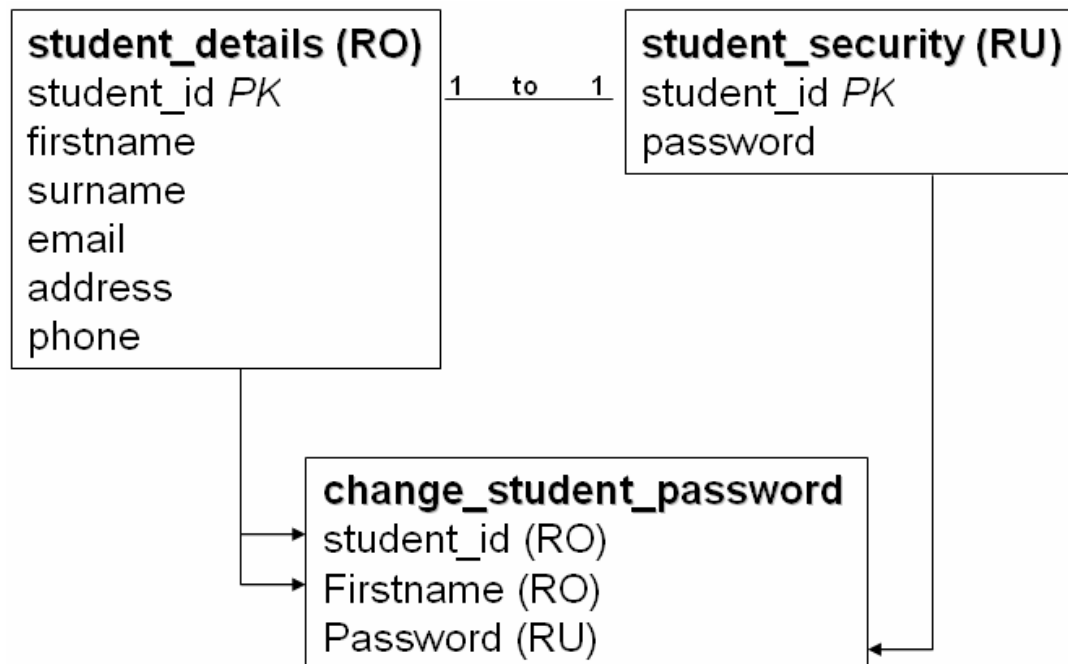 student_details (RO)
student_id PK
firstname
surname
email
address
phone
1 to 1
student_security (RU)
student_id PK
password
change_student_password
student_id (RO)
Firstname (RO)
Password (RU)